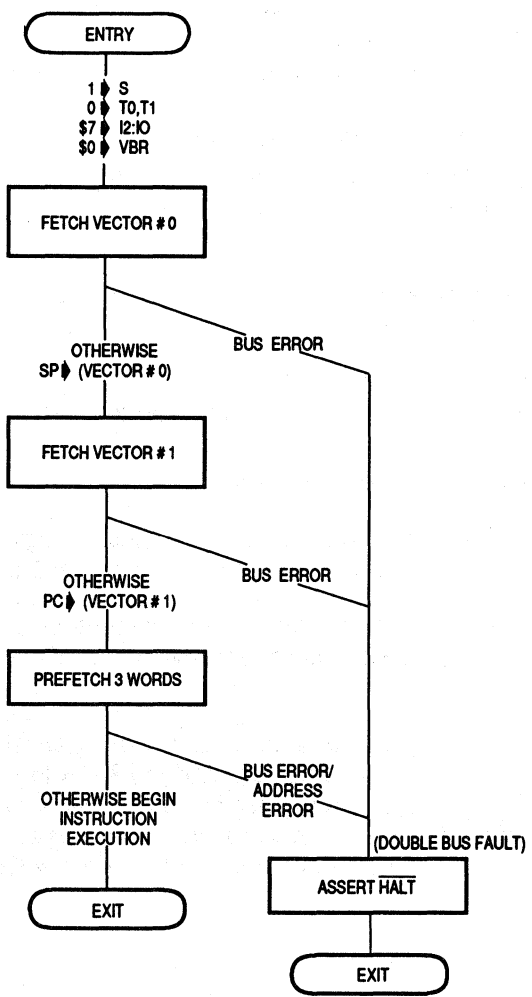 ENTRY
1 ▶ S
0 ▶ T0,T1
$7 ▶ I2:IO
$0 ▶ VBR
FETCH VECTOR # 0
BUS ERROR
OTHERWISE
SP ▶ (VECTOR # 0)
FETCH VECTOR # 1
BUS ERROR
OTHERWISE
PC ▶ (VECTOR # 1)
PREFETCH 3 WORDS
BUS ERROR/
ADDRESS
ERROR
OTHERWISE BEGIN
INSTRUCTION
EXECUTION
(DOUBLE BUS FAULT)
ASSERT H̅A̅L̅T̅
EXIT
EXIT